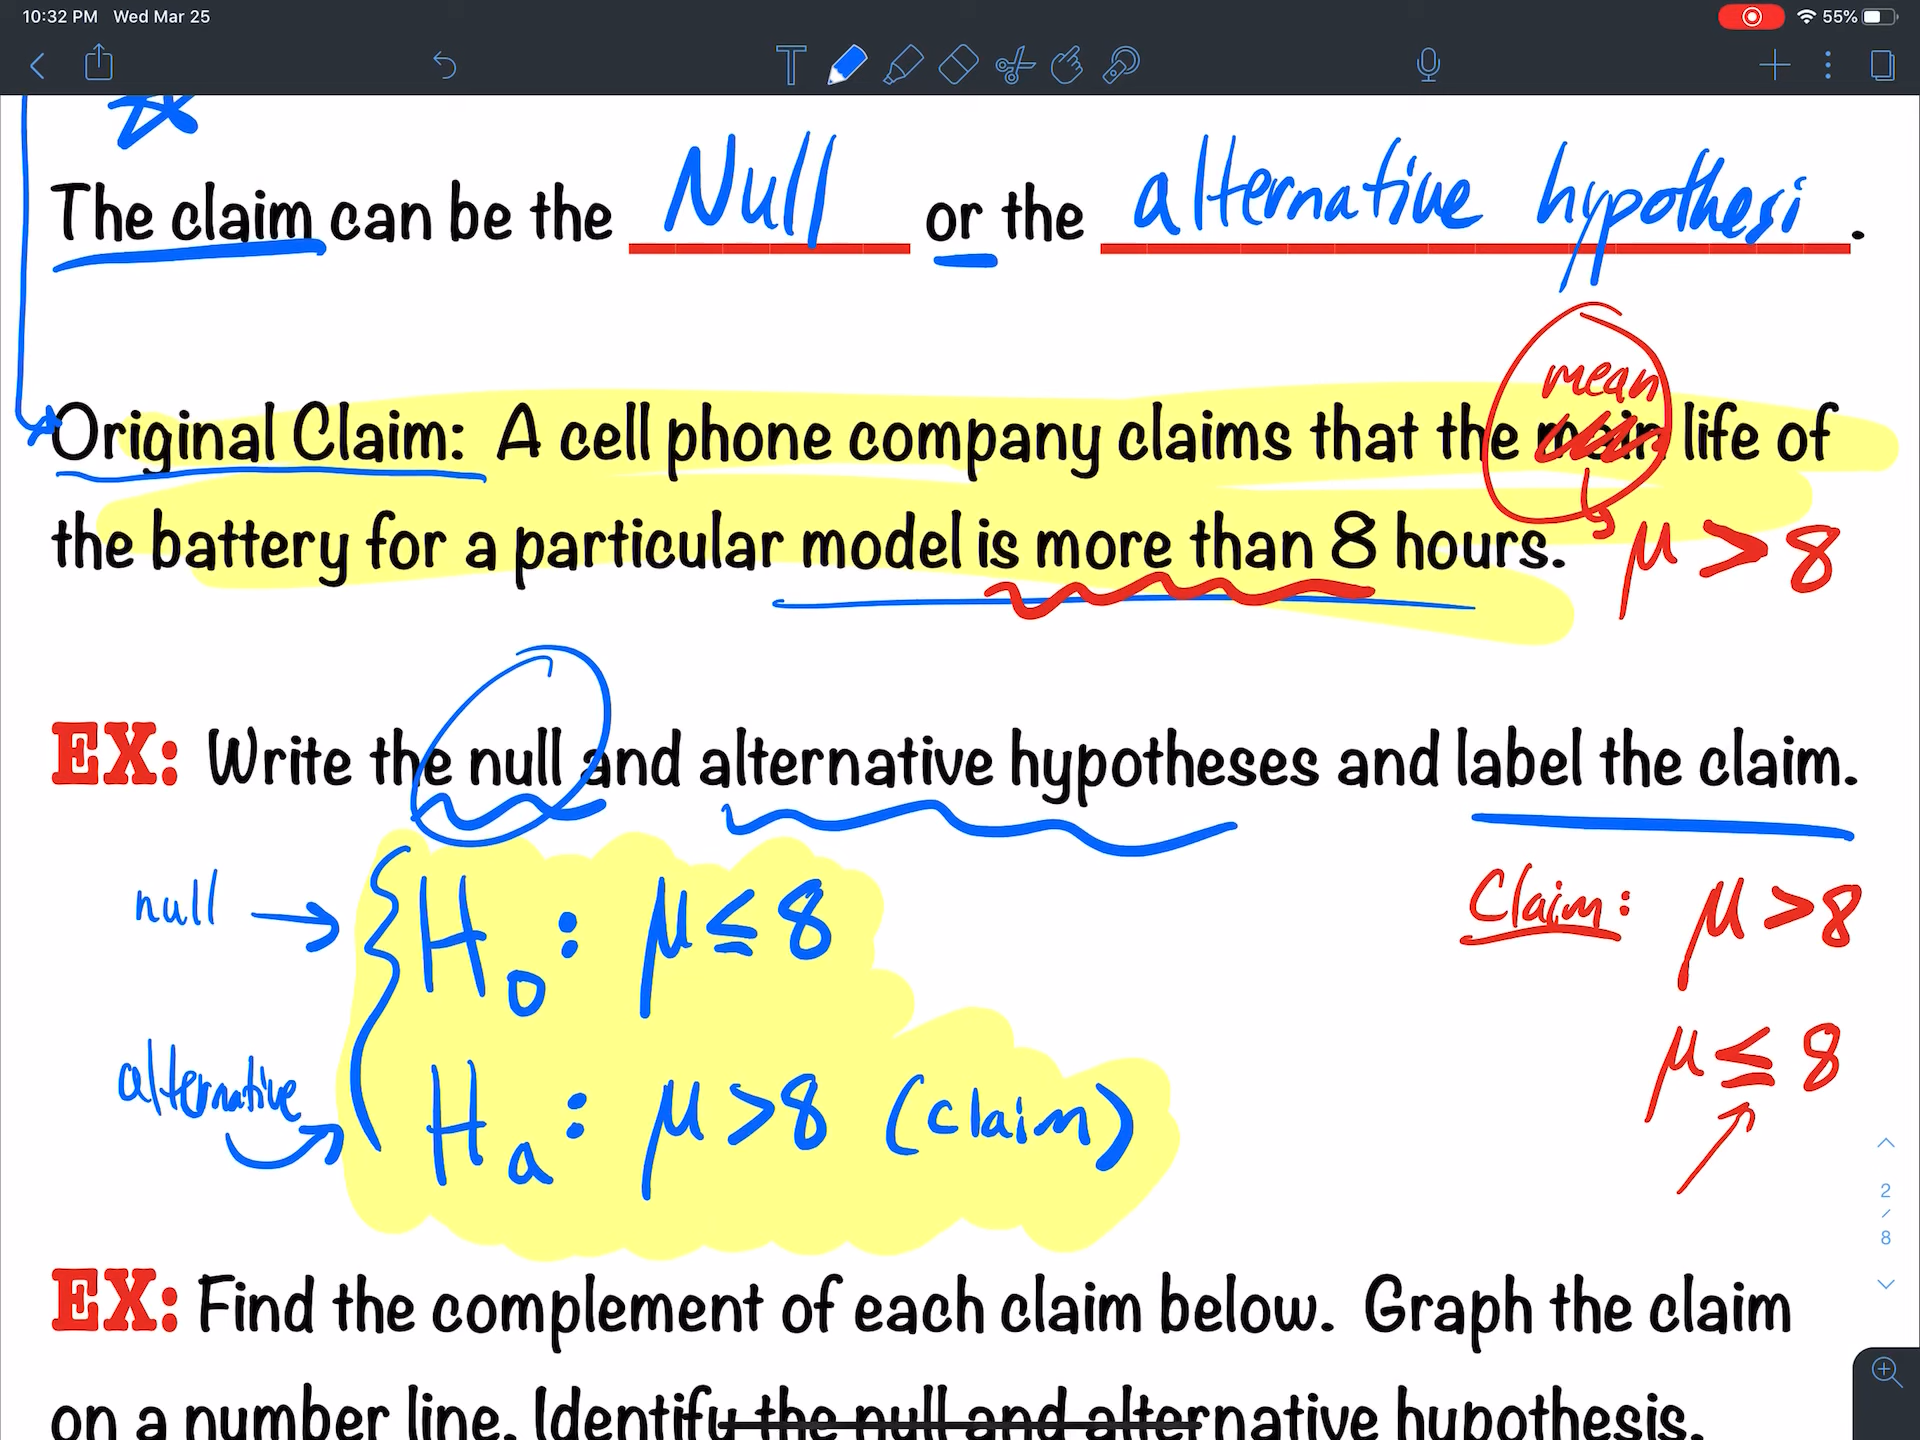 10:32 PM Wed Mar 25
55%
The claim can be the Null or the alternative hypothesi.
mean
Original Claim: A cell phone company claims that the main life of
the battery for a particular model is more than 8 hours. μ > 8
EX: Write the null and alternative hypotheses and label the claim.
null → H₀ : μ ≤ 8
Claim: μ > 8
μ ≤ 8
alternative Hₐ : μ > 8 (claim)
2
/
8
EX: Find the complement of each claim below. Graph the claim
on a number line. Identify the null and alternative hypothesis.